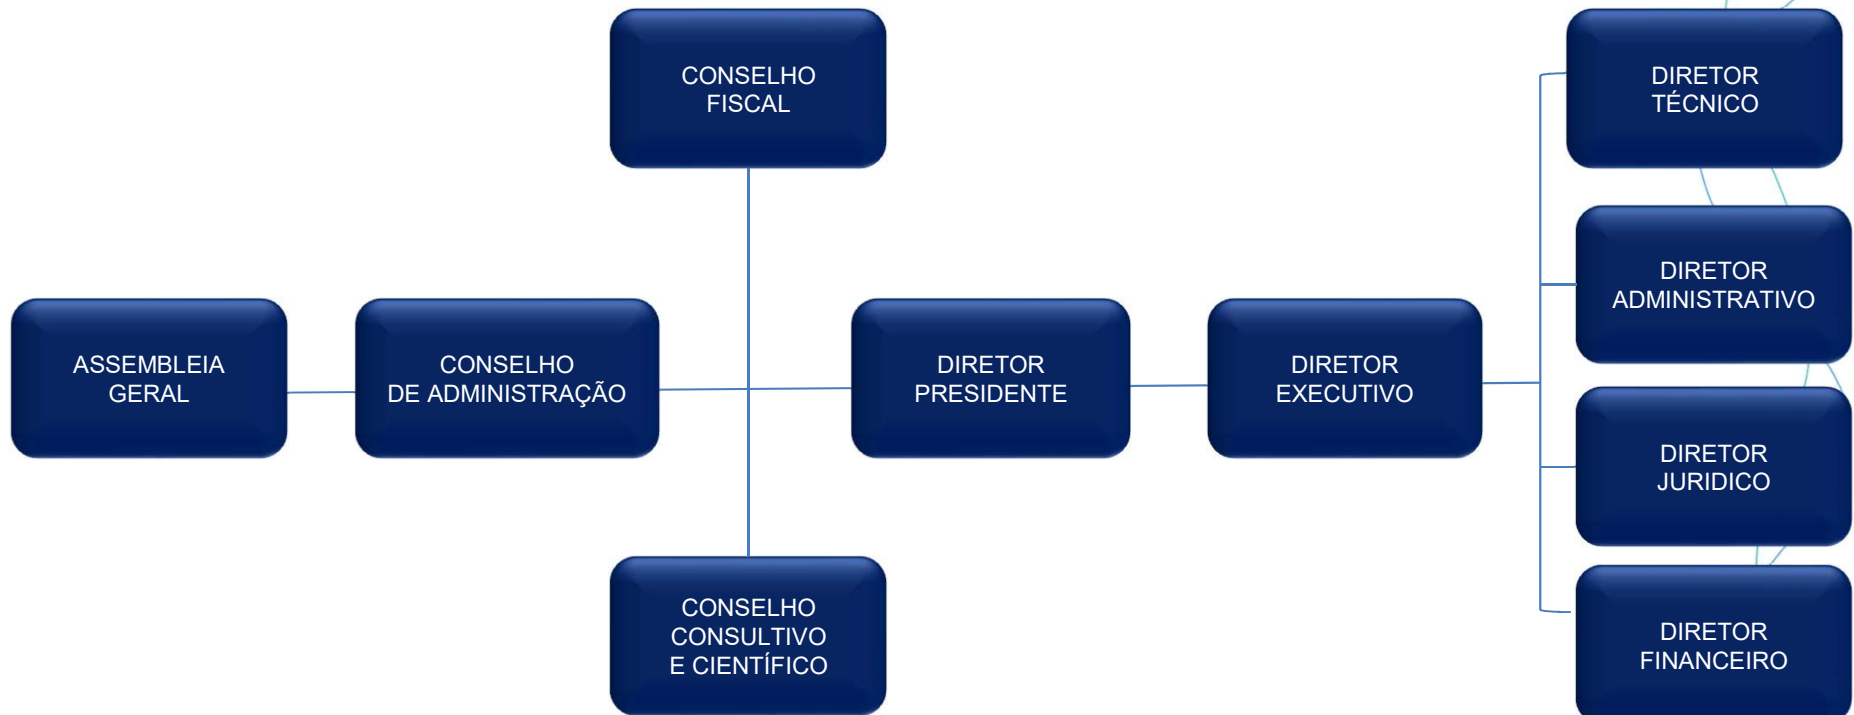 CONSELHO
FISCAL
DIRETOR
TÉCNICO
DIRETOR
ADMINISTRATIVO
ASSEMBLEIA
GERAL
CONSELHO
DE ADMINISTRAÇÃO
DIRETOR
PRESIDENTE
DIRETOR
EXECUTIVO
DIRETOR
JURIDICO
CONSELHO
CONSULTIVO
E CIENTÍFICO
DIRETOR
FINANCEIRO